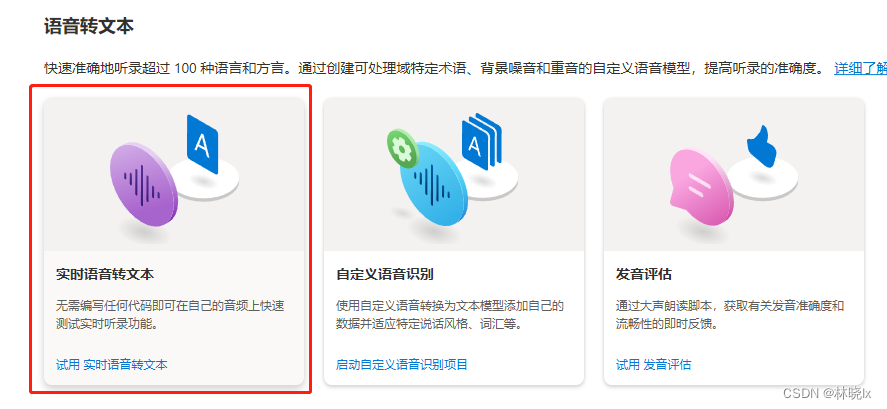 语音转文本
快速准确地听录超过 100 种语言和方言。通过创建可处理域特定术语、背景噪音和重音的自定义语音模型，提高听录的准确度。 详细了解
A
A
实时语音转文本
无需编写任何代码即可在自己的音频上快速
测试实时听录功能。
试用 实时语音转文本
自定义语音识别
使用自定义语音转换为文本模型添加自己的
数据并适应特定说话风格、词汇等。
启动自定义语音识别项目
发音评估
通过大声朗读脚本，获取有关发音准确度和
流畅性的即时反馈。
试用 发音评估
CSDN @林晓lx